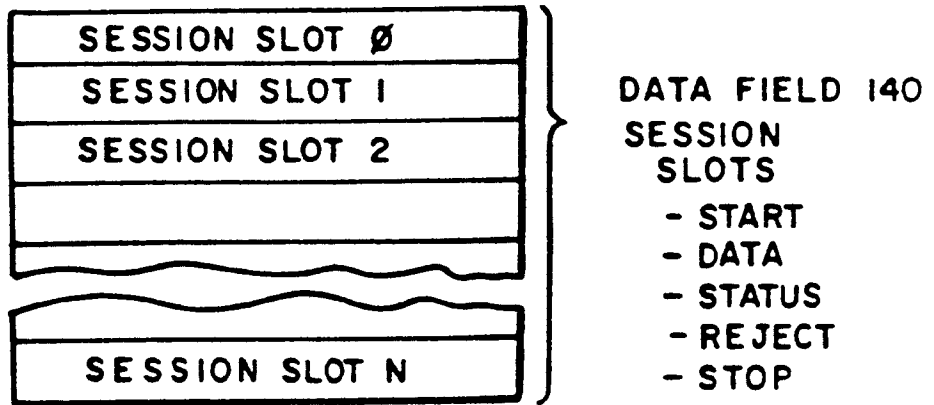 SESSION SLOT Ø
SESSION SLOT 1
SESSION SLOT 2
SESSION SLOT N
DATA FIELD 140
SESSION
SLOTS
- START
- DATA
- STATUS
- REJECT
- STOP